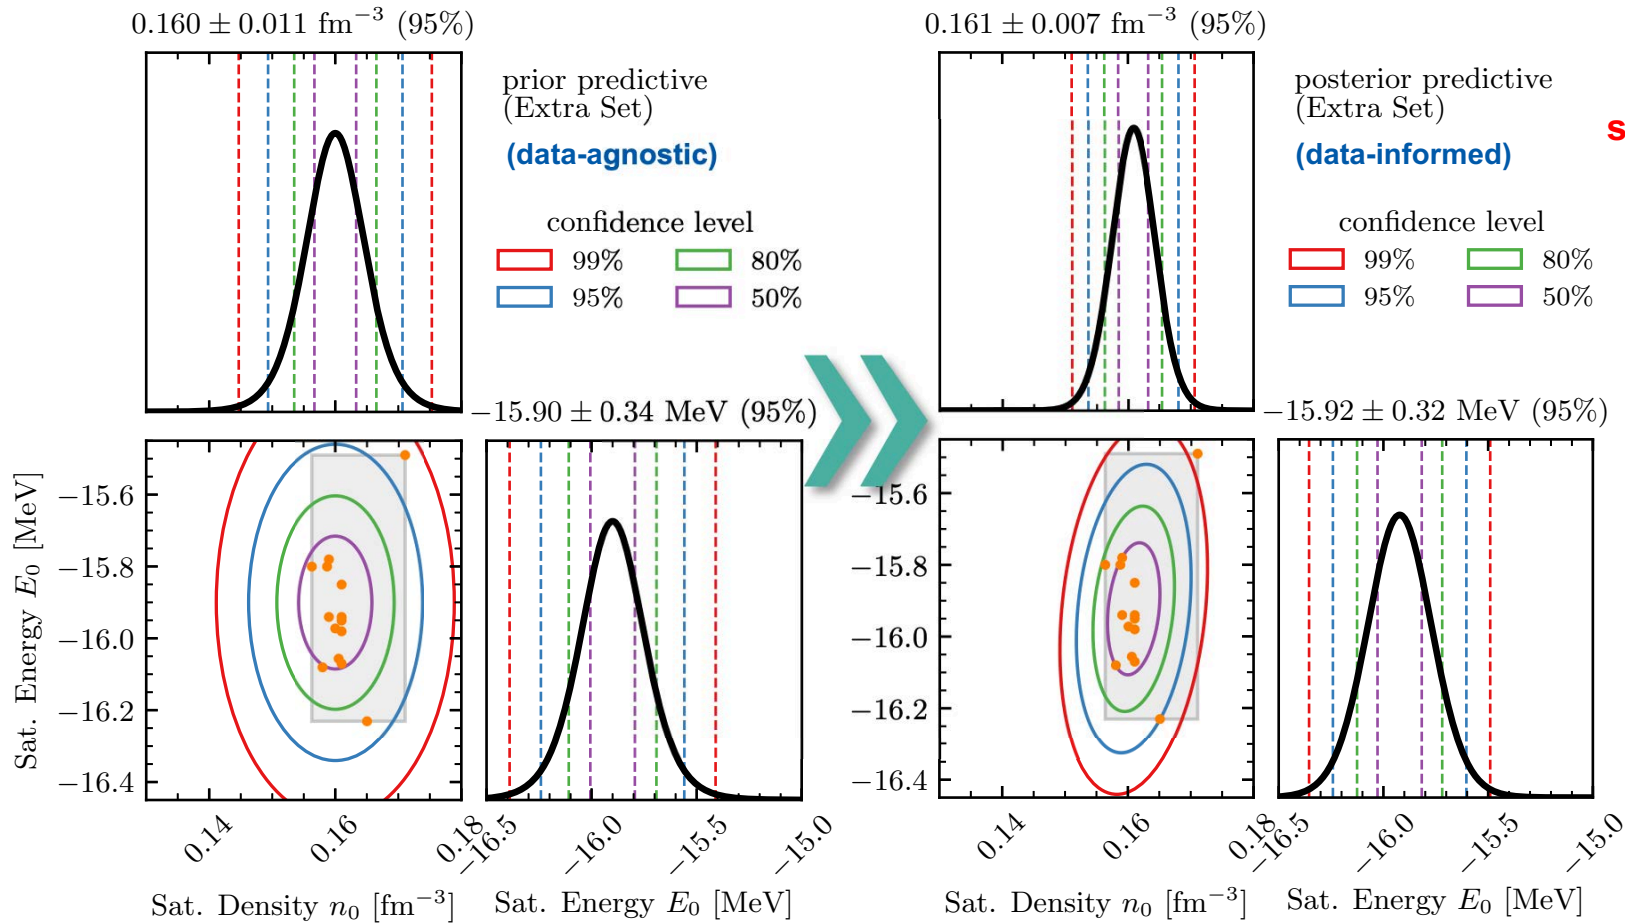 0.160 ± 0.011 fm⁻³ (95%)
prior predictive
(Extra Set)
(data-agnostic)
confidence level
99%
80%
95%
50%
−15.90 ± 0.34 MeV (95%)
Sat. Energy E₀ [MeV]
−15.6
−15.8
−16.0
−16.2
−16.4
0.14
0.16
0.18
Sat. Density n₀ [fm⁻³]
−16.5
−16.0
−15.5
−15.0
Sat. Energy E₀ [MeV]
0.161 ± 0.007 fm⁻³ (95%)
posterior predictive
(Extra Set)
(data-informed)
s
confidence level
99%
80%
95%
50%
−15.92 ± 0.32 MeV (95%)
−15.6
−15.8
−16.0
−16.2
−16.4
0.14
0.16
0.18
Sat. Density n₀ [fm⁻³]
−16.5
−16.0
−15.5
−15.0
Sat. Energy E₀ [MeV]